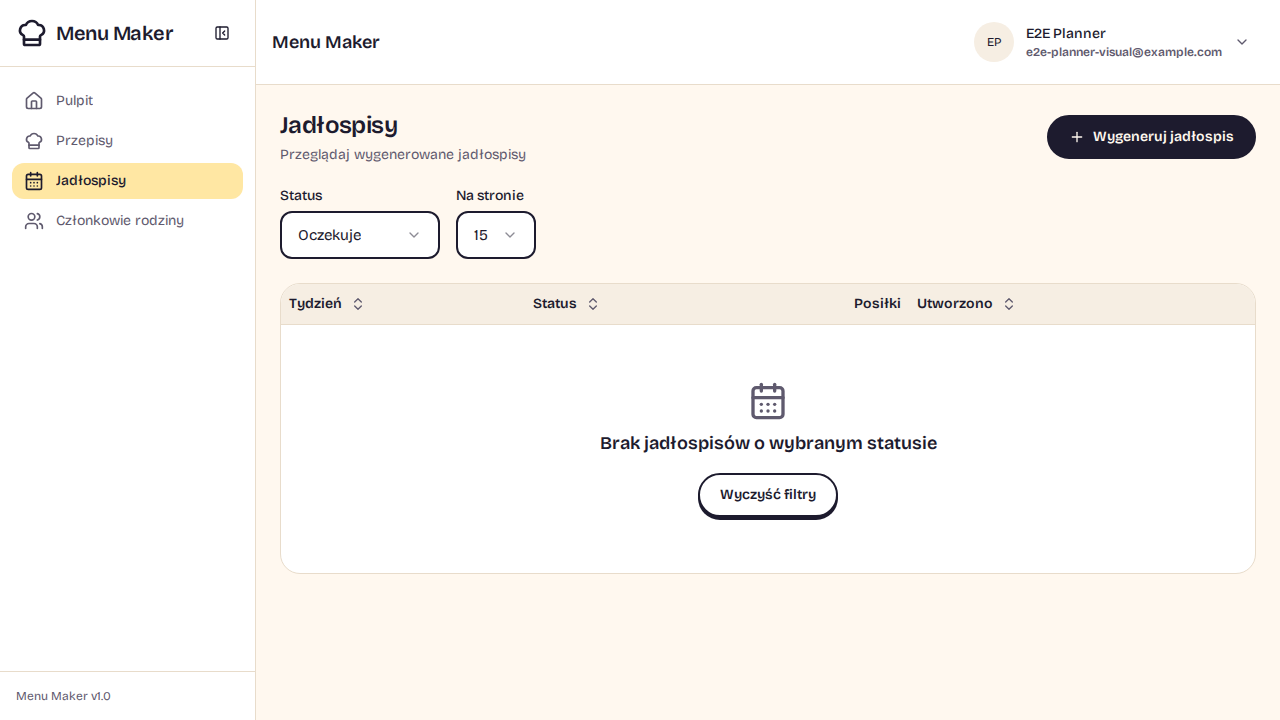 Menu Maker
Pulpit
Przepisy
Jadłospisy
Członkowie rodziny
Menu Maker v1.0
Menu Maker
EP
E2E Planner
e2e-planner-visual@example.com
Jadłospisy
Przeglądaj wygenerowane jadłospisy
Wygeneruj jadłospis
Status
Na stronie
Oczekuje
15
Tydzień
Status
Posiłki
Utworzono
Brak jadłospisów o wybranym statusie
Wyczyść filtry